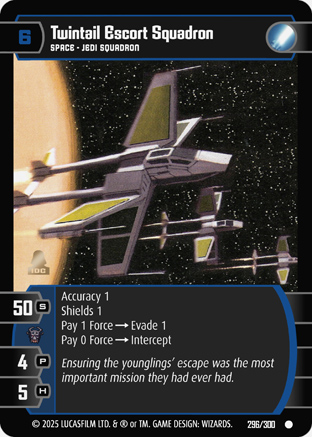 6
Twintail Escort Squadron
SPACE - JEDI SQUADRON
IDC
50 S
Accuracy 1
Shields 1
Pay 1 Force → Evade 1
Pay 0 Force → Intercept
4 P
Ensuring the younglings' escape was the most
important mission they had ever had.
5 H
© 2025 LUCASFILM LTD. & ® or TM. GAME DESIGN: WIZARDS. 296/300